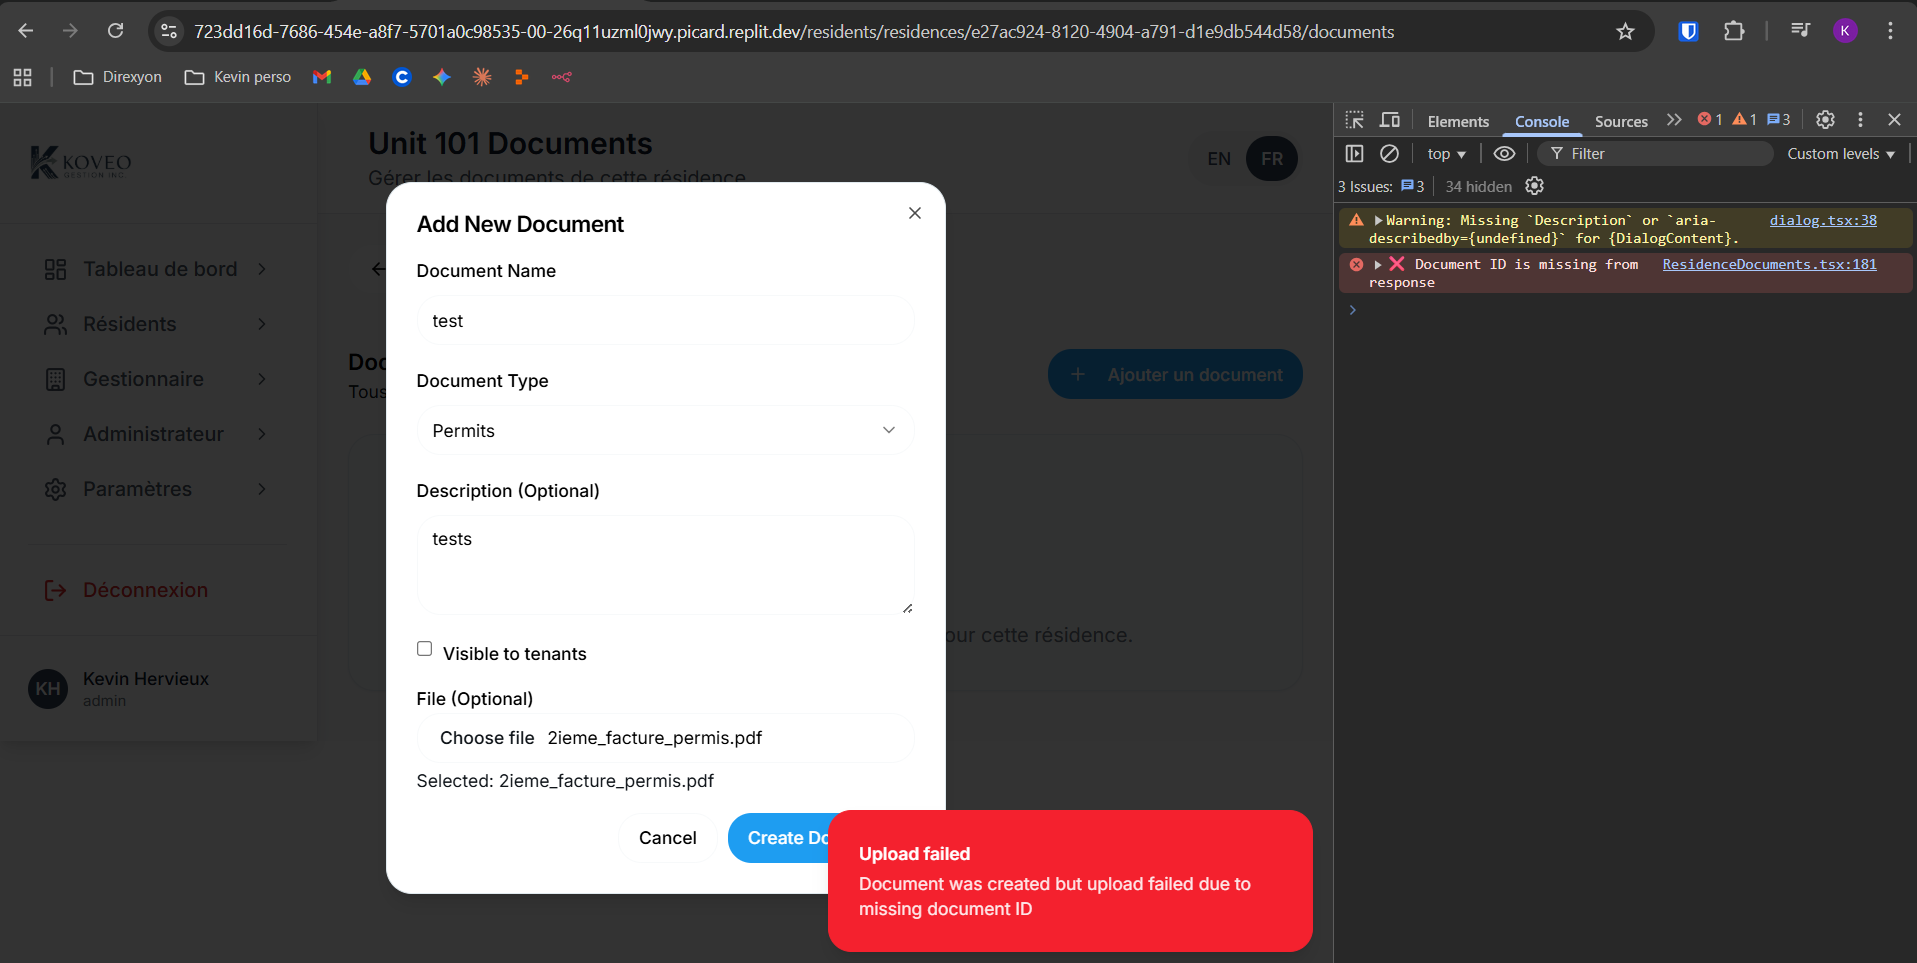 723dd16d-7686-454e-a8f7-5701a0c98535-00-26q11uzml0jwy.picard.replit.dev/residents/residences/e27ac924-8120-4904-a791-d1e9db544d58/documents
K
Direxyon
Kevin perso
KOVEO
GESTION INC.
Unit 101 Documents
Gérer les documents de cette résidence
EN
FR
Tableau de bord
Résidents
Gestionnaire
Administrateur
Paramètres
Déconnexion
KH
Kevin Hervieux
admin
Doc
Tous
Ajouter un document
our cette résidence.
Add New Document
Document Name
test
Document Type
Permits
Description (Optional)
tests
Visible to tenants
File (Optional)
Choose file 2ieme_facture_permis.pdf
Selected: 2ieme_facture_permis.pdf
Cancel
Create Do
Upload failed
Document was created but upload failed due to
missing document ID
Elements
Console
Sources
1
1
3
top
Filter
Custom levels
3 Issues:
3
34 hidden
Warning: Missing `Description` or `aria-
describedby={undefined}` for {DialogContent}.
dialog.tsx:38
❌ Document ID is missing from
response
ResidenceDocuments.tsx:181